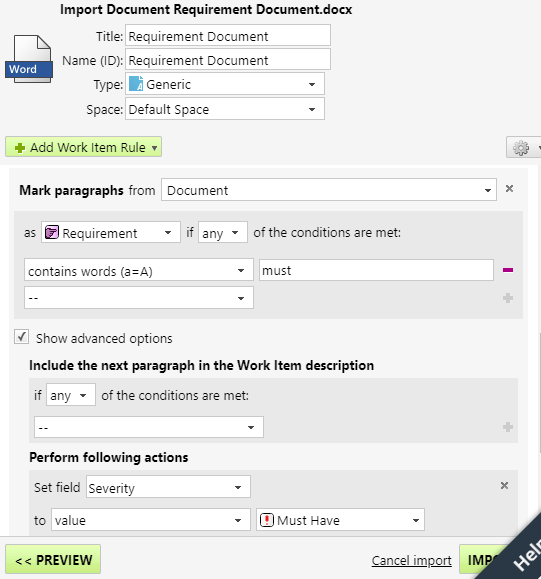 Import Document Requirement Document.docx
Word
Title: Requirement Document
Name (ID): Requirement Document
Type: Generic
Space: Default Space
Add Work Item Rule
Mark paragraphs from Document
as Requirement if any of the conditions are met:
contains words (a=A) must
--
Show advanced options
Include the next paragraph in the Work Item description
if any of the conditions are met:
--
Perform following actions
Set field Severity
to value Must Have
<< PREVIEW
Cancel import
IMPO
Help